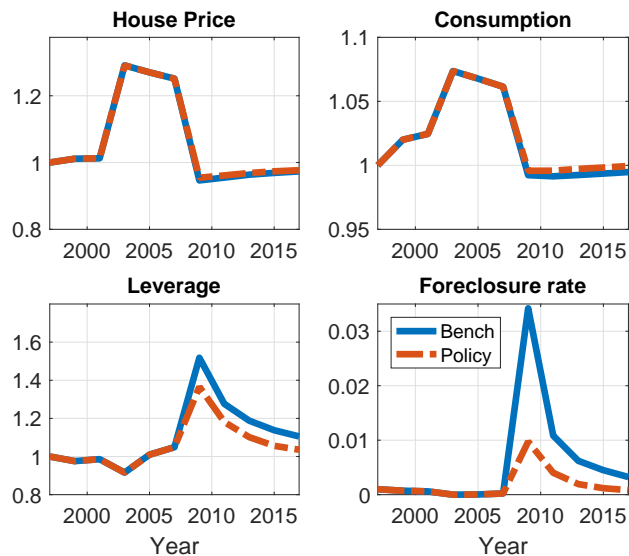 House Price
1.2
1
0.8
2000 2005 2010 2015
Consumption
1.1
1.05
1
0.95
2000 2005 2010 2015
Leverage
1.6
1.4
1.2
1
0.8
2000 2005 2010 2015
Year
Foreclosure rate
0.03
0.02
0.01
0
Bench
Policy
2000 2005 2010 2015
Year